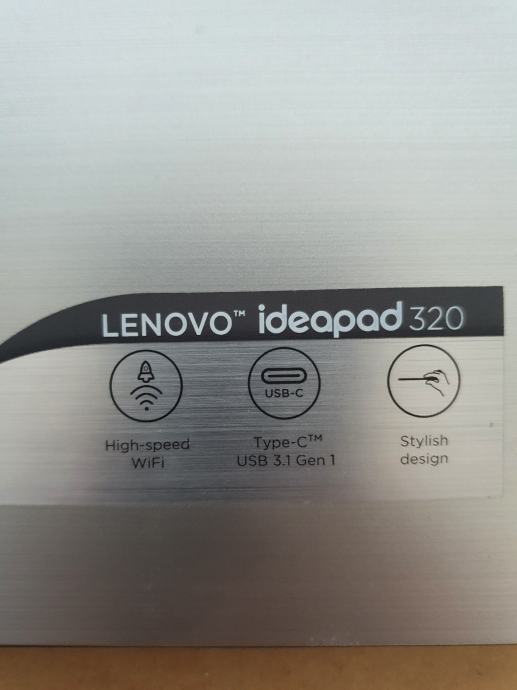 LENOVO™ ideapad 320
USB-C
High-speed
WiFi
Type-C™
USB 3.1 Gen 1
Stylish
design